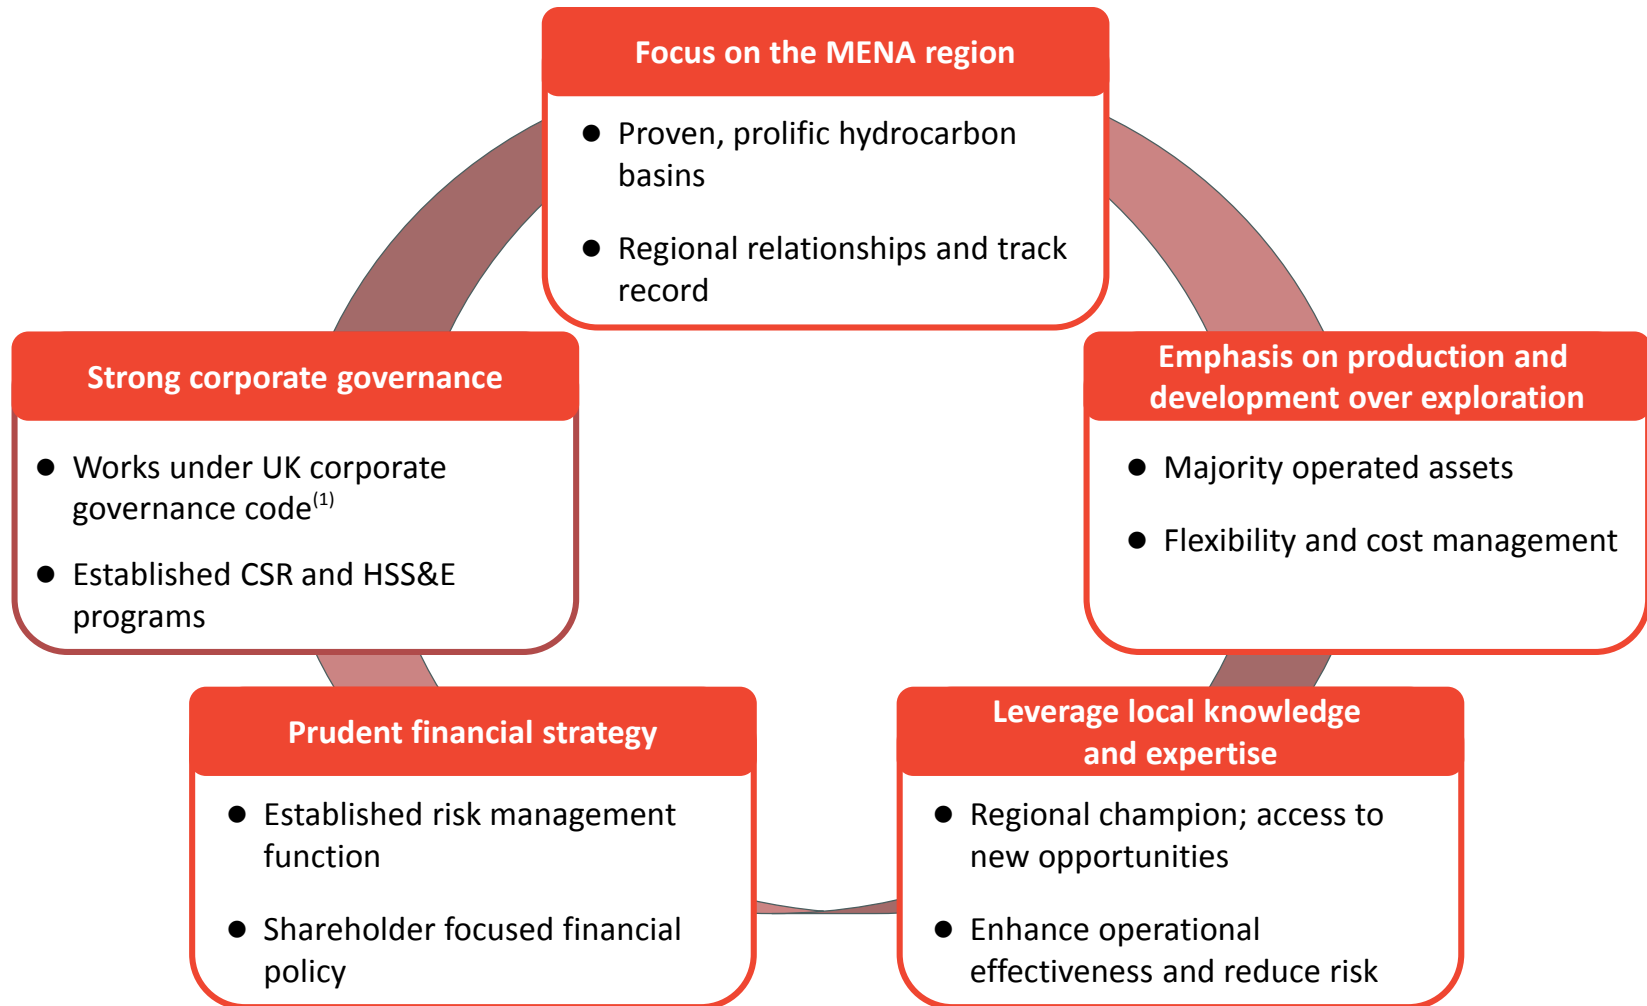 Focus on the MENA region
● Proven, prolific hydrocarbon
basins
● Regional relationships and track
record
Strong corporate governance
● Works under UK corporate
governance code(1)
● Established CSR and HSS&E
programs
Emphasis on production and
development over exploration
● Majority operated assets
● Flexibility and cost management
Prudent financial strategy
● Established risk management
function
● Shareholder focused financial
policy
Leverage local knowledge
and expertise
● Regional champion; access to
new opportunities
● Enhance operational
effectiveness and reduce risk